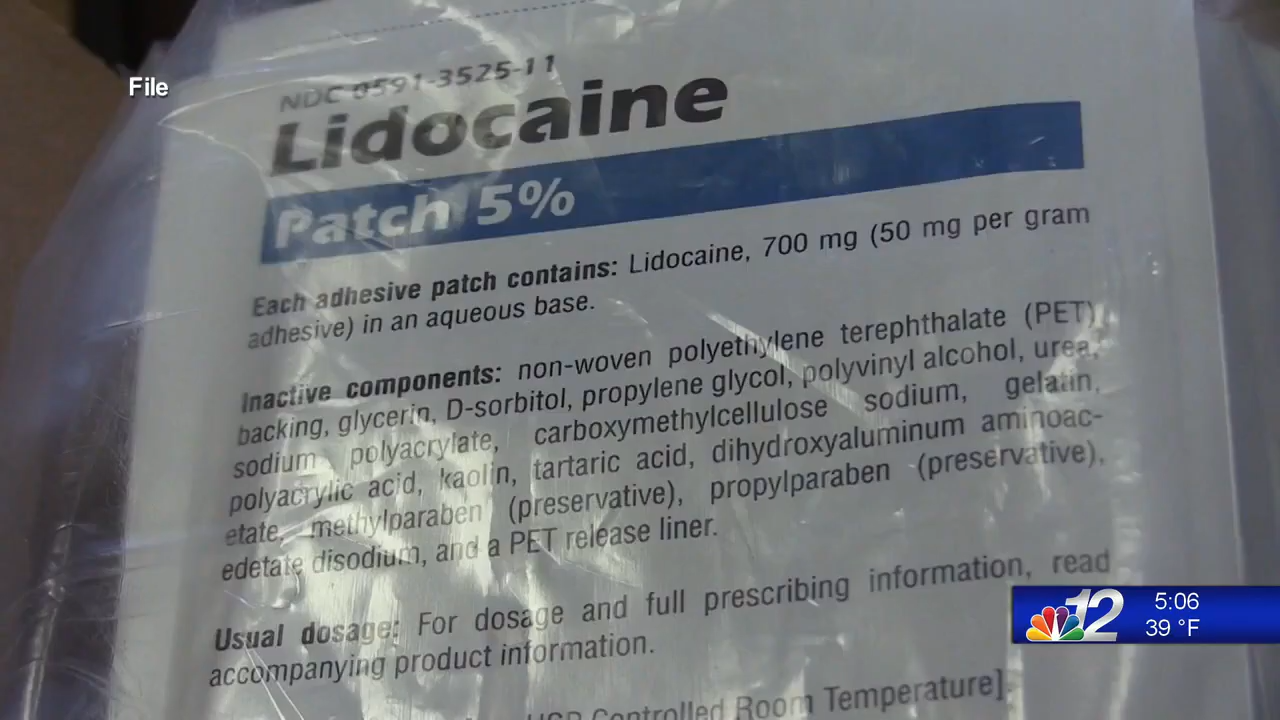 File
NDC 0591-3525-11
Lidocaine
Patch 5%
Each adhesive patch contains: Lidocaine, 700 mg (50 mg per gram
adhesive) in an aqueous base.
Inactive components: non-woven polyethylene terephthalate (PET)
backing, glycerin, D-sorbitol, propylene glycol, polyvinyl alcohol, urea,
sodium polyacrylate, carboxymethylcellulose sodium, gelatin,
polyacrylic acid, kaolin, tartaric acid, dihydroxyaluminum aminoac-
etate, methylparaben (preservative), propylparaben (preservative),
edetate disodium, and a PET release liner.
Usual dosage: For dosage and full prescribing information, read
accompanying product information.
USP Controlled Room Temperature].
12
5:06
39 °F